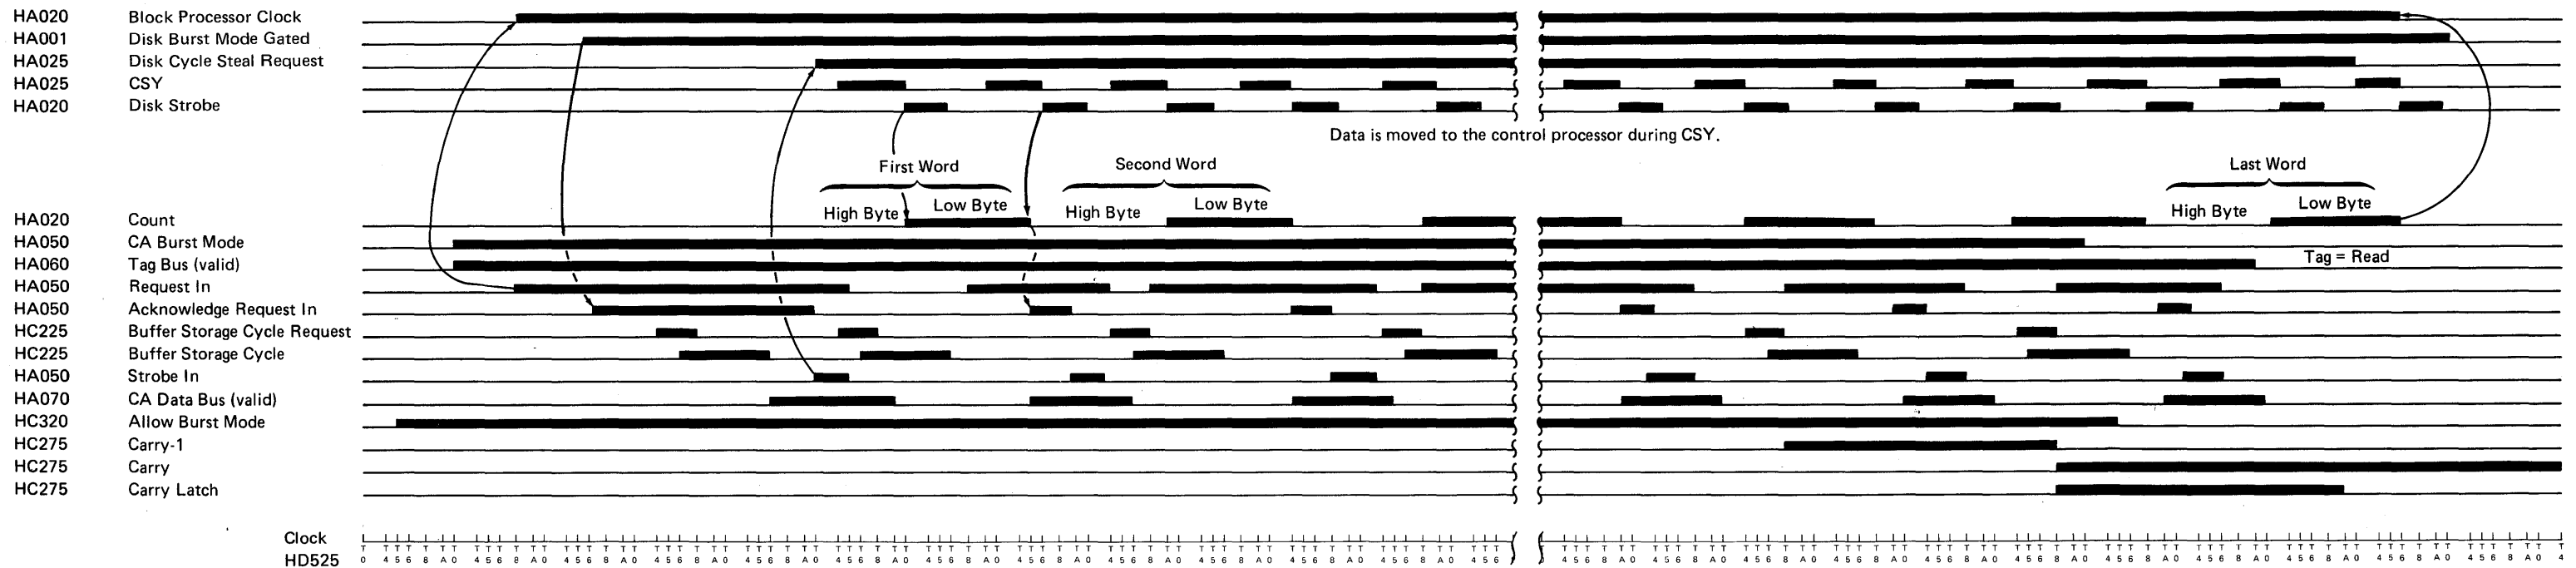 HA020 Block Processor Clock
HA001 Disk Burst Mode Gated
HA025 Disk Cycle Steal Request
HA025 CSY
HA020 Disk Strobe
Data is moved to the control processor during CSY.
First Word Second Word Last Word
High Byte Low Byte High Byte Low Byte High Byte Low Byte
HA020 Count
HA050 CA Burst Mode
HA060 Tag Bus (valid) Tag = Read
HA050 Request In
HA050 Acknowledge Request In
HC225 Buffer Storage Cycle Request
HC225 Buffer Storage Cycle
HA050 Strobe In
HA070 CA Data Bus (valid)
HC320 Allow Burst Mode
HC275 Carry-1
HC275 Carry
HC275 Carry Latch
Clock
HD525